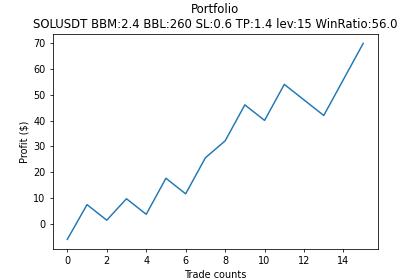 Portfolio
SOLUSDT BBM:2.4 BBL:260 SL:0.6 TP:1.4 lev:15 WinRatio:56.0
70
60
50
40
30
20
10
0
Profit ($)
0 2 4 6 8 10 12 14
Trade counts